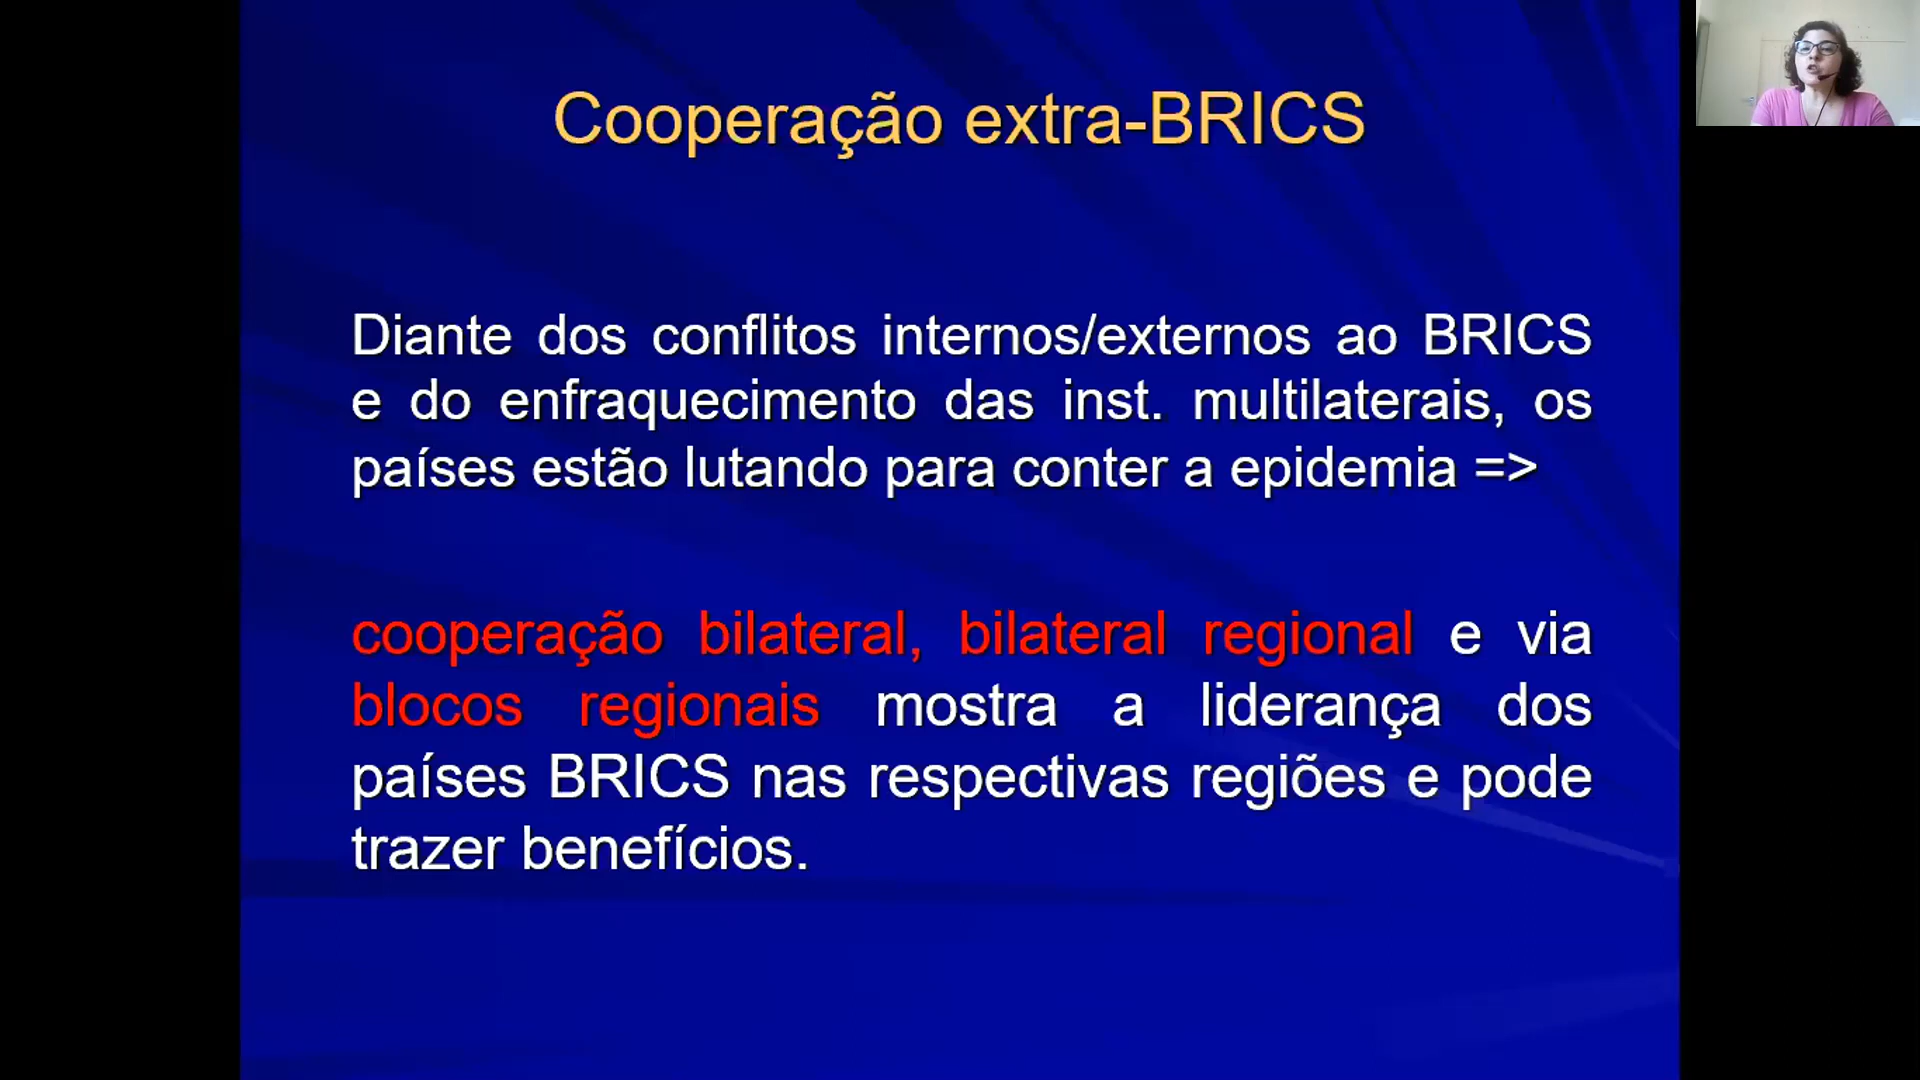 Cooperação extra-BRICS
Diante dos conflitos internos/externos ao BRICS
e do enfraquecimento das inst. multilaterais, os
países estão lutando para conter a epidemia =>
cooperação bilateral, bilateral regional e via
blocos regionais mostra a liderança dos
países BRICS nas respectivas regiões e pode
trazer benefícios.